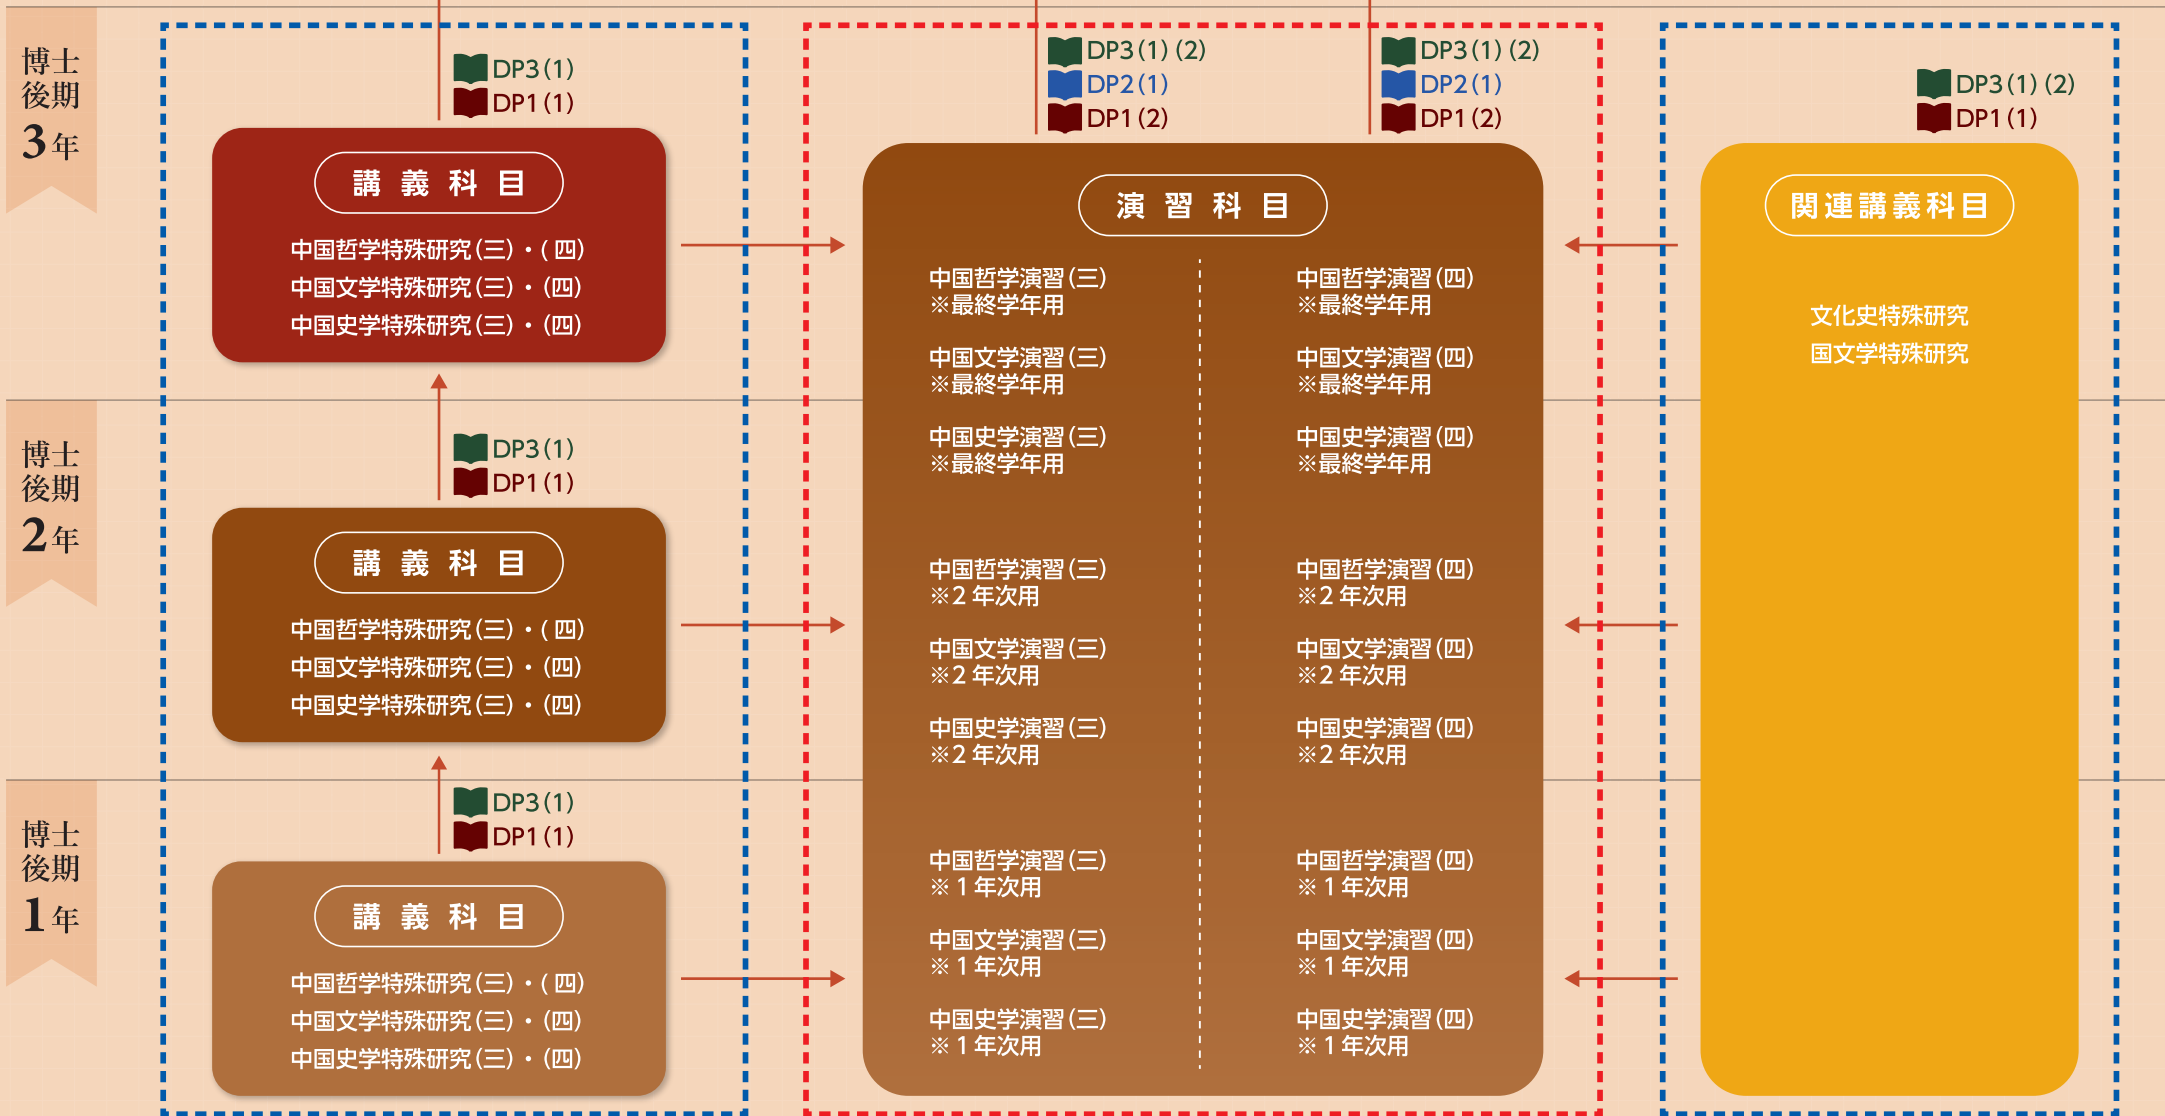 博士
後期
3年
DP3(1)
DP1(1)
講義科目
中国哲学特殊研究(三)・(四)
中国文学特殊研究(三)・(四)
中国史学特殊研究(三)・(四)
博士
後期
2年
DP3(1)
DP1(1)
講義科目
中国哲学特殊研究(三)・(四)
中国文学特殊研究(三)・(四)
中国史学特殊研究(三)・(四)
博士
後期
1年
DP3(1)
DP1(1)
講義科目
中国哲学特殊研究(三)・(四)
中国文学特殊研究(三)・(四)
中国史学特殊研究(三)・(四)
DP3(1)(2)
DP2(1)
DP1(2)
DP3(1)(2)
DP2(1)
DP1(2)
演習科目
中国哲学演習(三)
※最終学年用
中国文学演習(三)
※最終学年用
中国史学演習(三)
※最終学年用
中国哲学演習(三)
※2年次用
中国文学演習(三)
※2年次用
中国史学演習(三)
※2年次用
中国哲学演習(三)
※1年次用
中国文学演習(三)
※1年次用
中国史学演習(三)
※1年次用
中国哲学演習(四)
※最終学年用
中国文学演習(四)
※最終学年用
中国史学演習(四)
※最終学年用
中国哲学演習(四)
※2年次用
中国文学演習(四)
※2年次用
中国史学演習(四)
※2年次用
中国哲学演習(四)
※1年次用
中国文学演習(四)
※1年次用
中国史学演習(四)
※1年次用
DP3(1)(2)
DP1(1)
関連講義科目
文化史特殊研究
国文学特殊研究